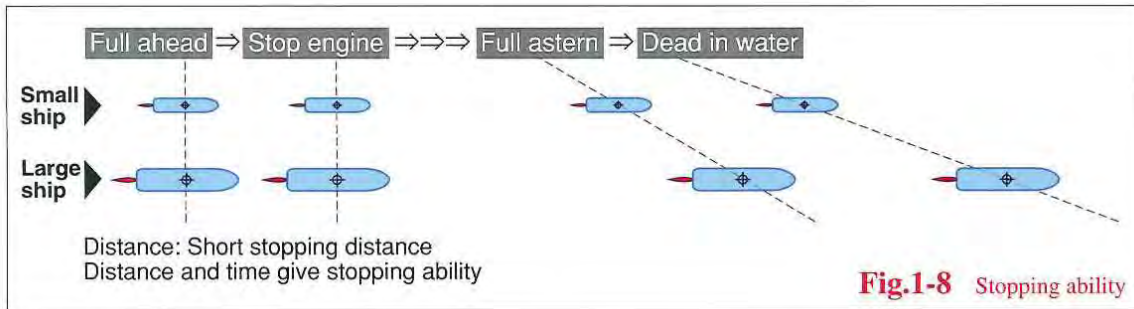 Full ahead ⇒ Stop engine ⇒⇒⇒ Full astern ⇒ Dead in water
Small
ship
Large
ship
Distance: Short stopping distance
Distance and time give stopping ability
Fig.1-8 Stopping ability